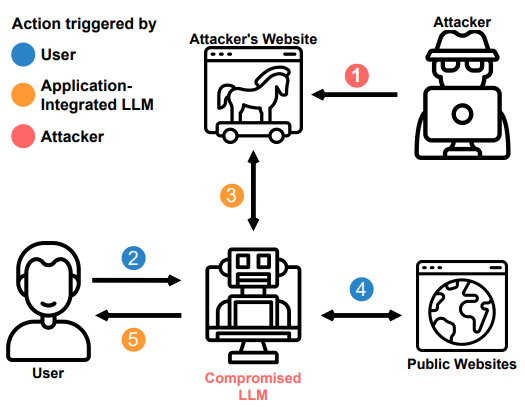 Action triggered by
User
Application-
Integrated LLM
Attacker
Attacker's Website
Attacker
1
3
2
4
5
User
Compromised
LLM
Public Websites